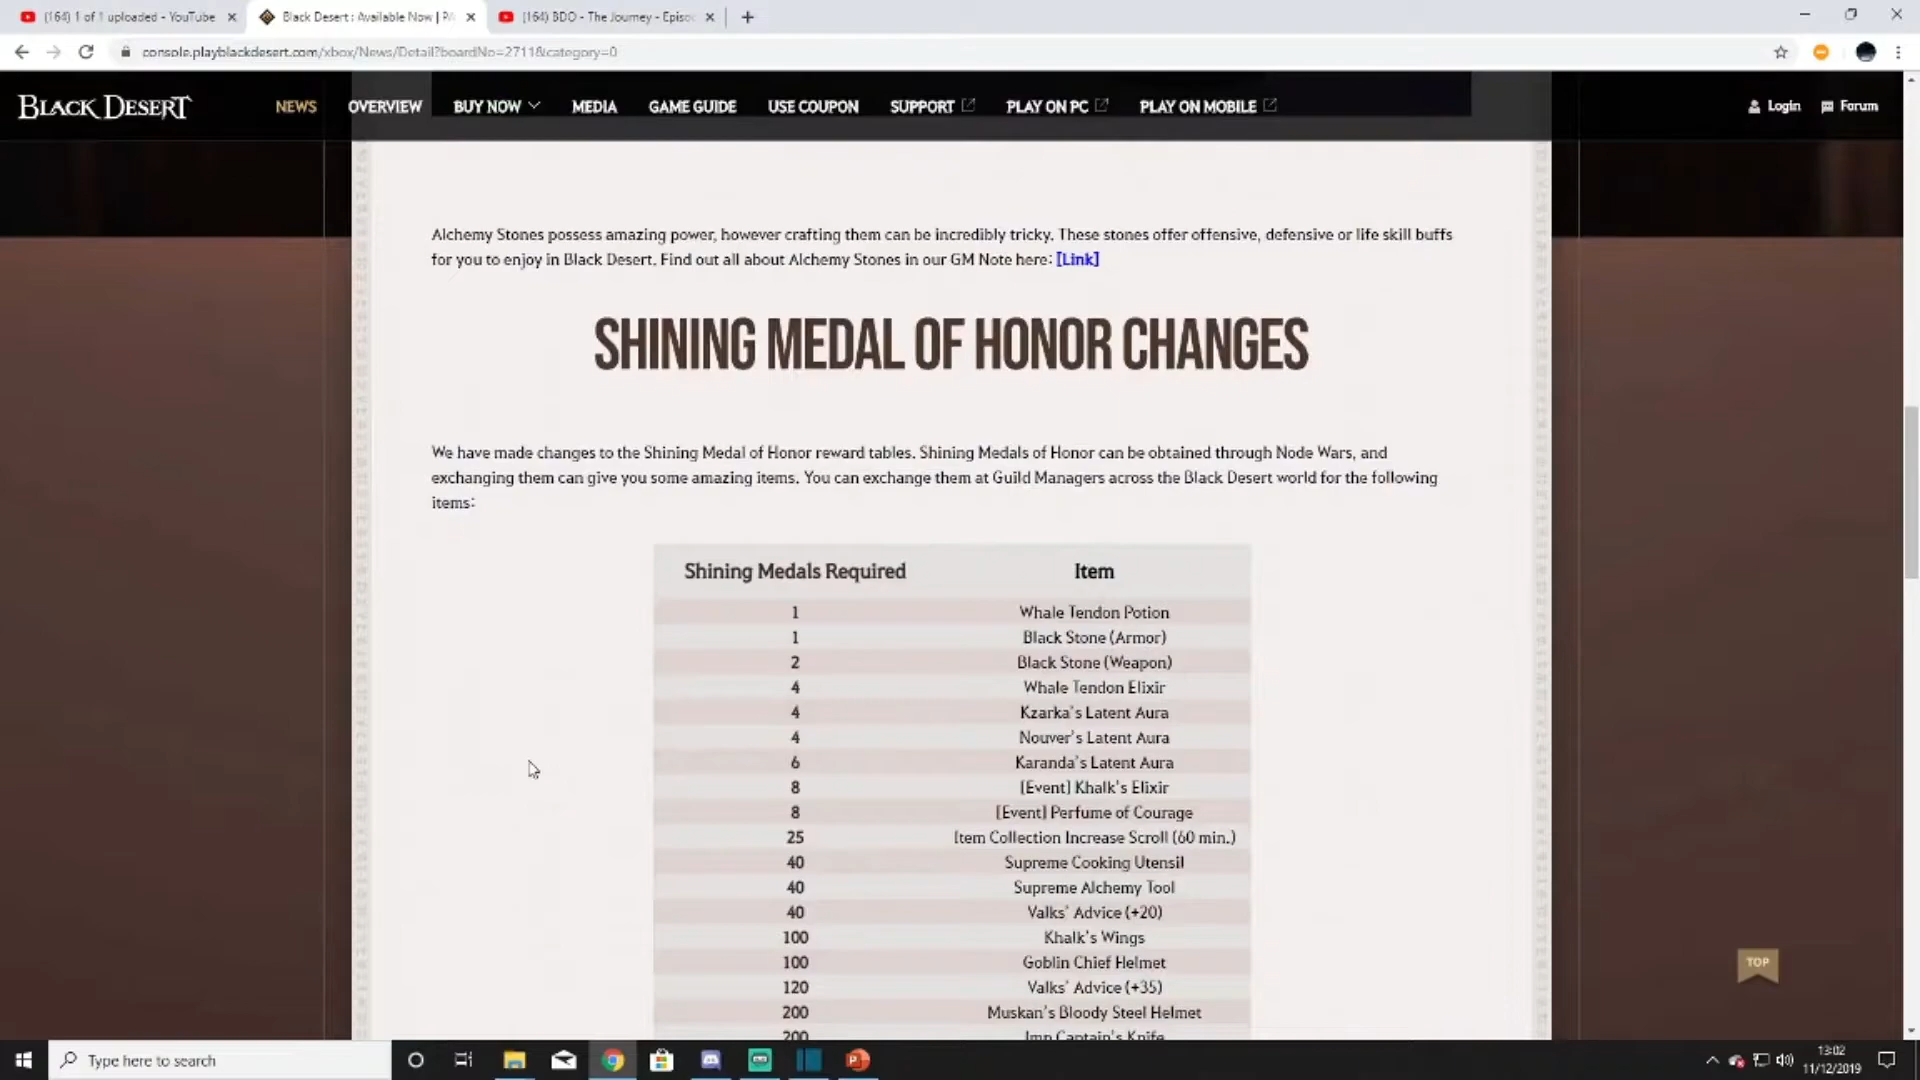 (164) 1 of 1 uploaded - YouTube
Black Desert : Available Now | PA
(164) BDO - The Journey - Episo
console.playblackdesert.com/xbox/News/Detail?boardNo=2711&category=0
BLACK DESERT
NEWS OVERVIEW BUY NOW MEDIA GAME GUIDE USE COUPON SUPPORT PLAY ON PC PLAY ON MOBILE Login Forum
Alchemy Stones possess amazing power, however crafting them can be incredibly tricky. These stones offer offensive, defensive or life skill buffs
for you to enjoy in Black Desert. Find out all about Alchemy Stones in our GM Note here: [Link]
SHINING MEDAL OF HONOR CHANGES
We have made changes to the Shining Medal of Honor reward tables. Shining Medals of Honor can be obtained through Node Wars, and
exchanging them can give you some amazing items. You can exchange them at Guild Managers across the Black Desert world for the following
items:
Shining Medals Required Item
1 Whale Tendon Potion
1 Black Stone (Armor)
2 Black Stone (Weapon)
4 Whale Tendon Elixir
4 Kzarka's Latent Aura
4 Nouver's Latent Aura
6 Karanda's Latent Aura
8 [Event] Khalk's Elixir
8 [Event] Perfume of Courage
25 Item Collection Increase Scroll (60 min.)
40 Supreme Cooking Utensil
40 Supreme Alchemy Tool
40 Valks' Advice (+20)
100 Khalk's Wings
100 Goblin Chief Helmet
120 Valks' Advice (+35)
200 Muskan's Bloody Steel Helmet
200 Imp Captain's Knife
TOP
Type here to search
13:02
11/12/2019